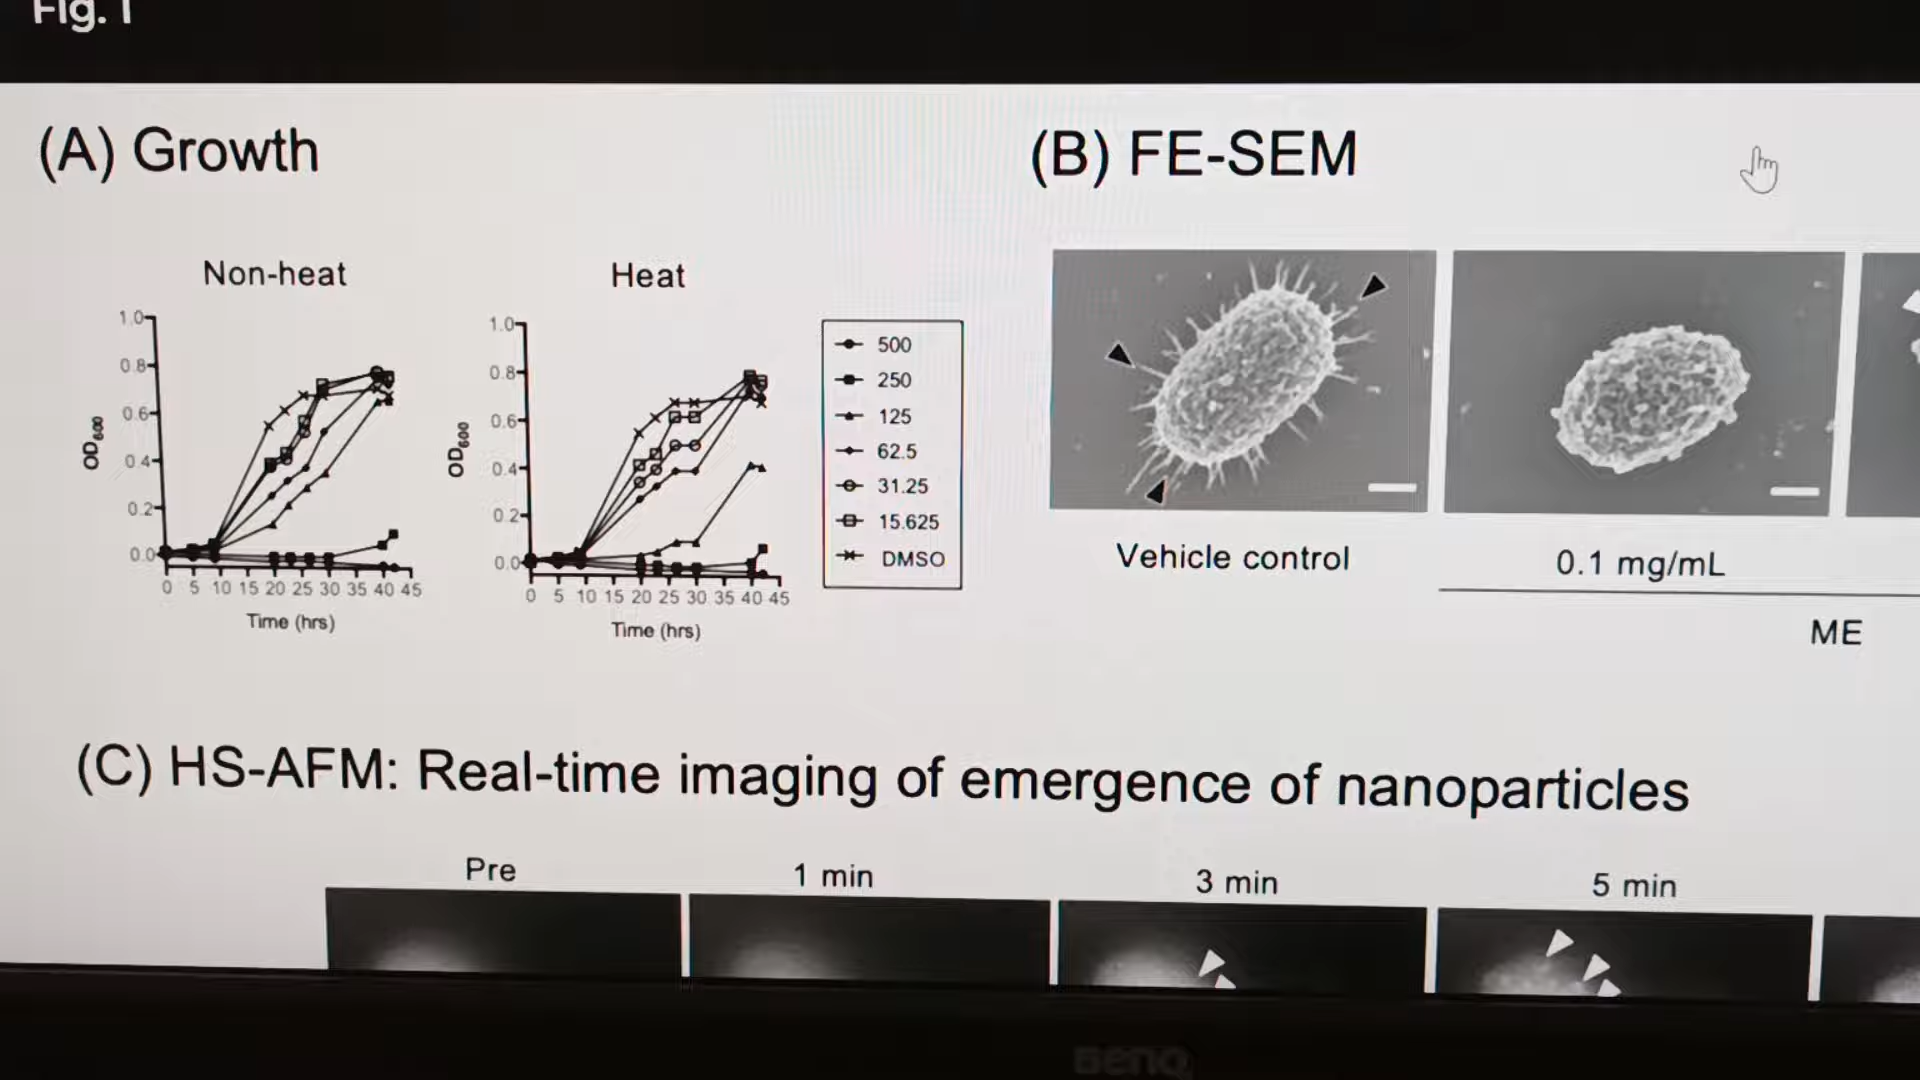 Fig. 1
(A) Growth
(B) FE-SEM
Non-heat
Heat
1.0
0.8
0.6
0.4
0.2
0.0
OD600
0 5 10 15 20 25 30 35 40 45
Time (hrs)
1.0
0.8
0.6
0.4
0.2
0.0
OD600
0 5 10 15 20 25 30 35 40 45
Time (hrs)
500
250
125
62.5
31.25
15.625
DMSO
Vehicle control
0.1 mg/mL
ME
(C) HS-AFM: Real-time imaging of emergence of nanoparticles
Pre
1 min
3 min
5 min
BenQ